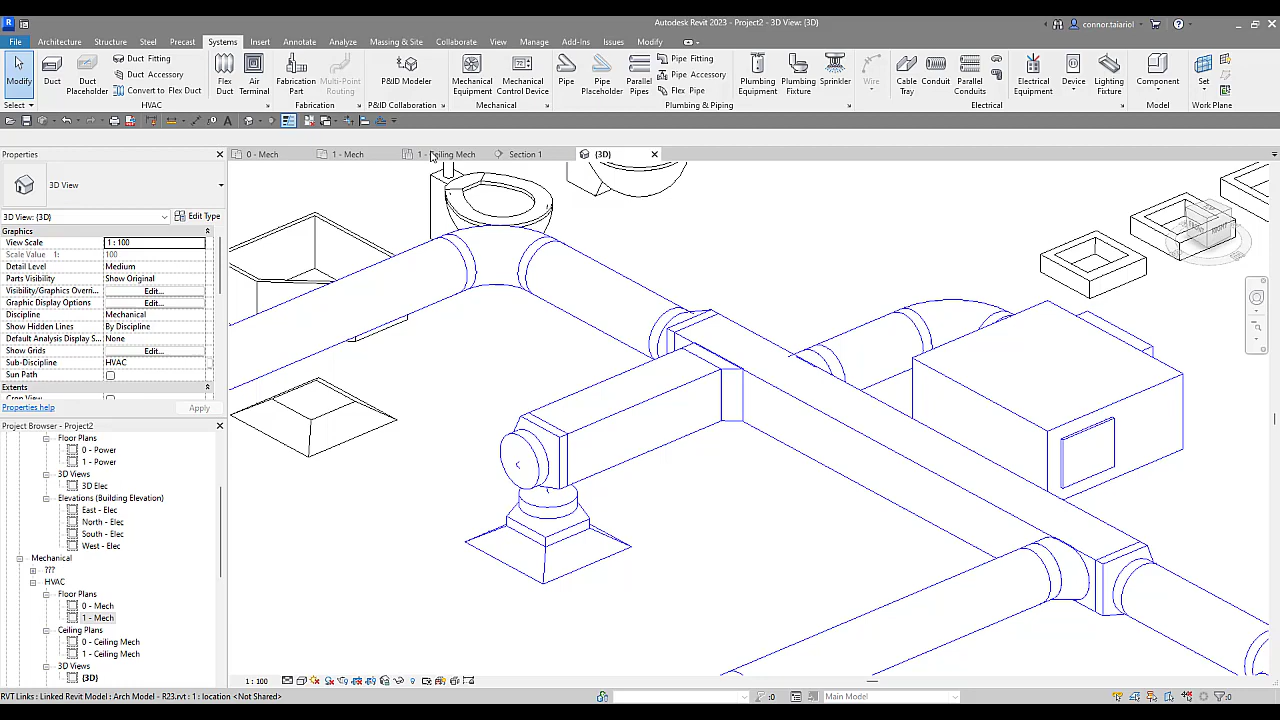 Autodesk Revit 2023 - Project2 - 3D View: {3D}
connor.taiariol
File Architecture Structure Steel Precast Systems Insert Annotate Analyze Massing & Site Collaborate View Manage Add-Ins Issues Modify
Modify
Duct
Duct Placeholder
Duct Fitting
Duct Accessory
Convert to Flex Duct
Flex Duct
Air Terminal
Fabrication Part
Multi-Point Routing
P&ID Modeler
Mechanical Equipment
Mechanical Control Device
Pipe
Pipe Placeholder
Parallel Pipes
Pipe Fitting
Pipe Accessory
Flex Pipe
Plumbing Equipment
Plumbing Fixture
Sprinkler
Wire
Cable Tray
Conduit
Parallel Conduits
Electrical Equipment
Device
Lighting Fixture
Component
Set
Select HVAC Fabrication P&ID Collaboration Mechanical Plumbing & Piping Electrical Model Work Plane
Properties
0 - Mech 1 - Mech 1 - Ceiling Mech Section 1 {3D}
3D View
3D View: {3D} Edit Type
Graphics
View Scale 1 : 100
Scale Value 1: 100
Detail Level Medium
Parts Visibility Show Original
Visibility/Graphics Overri... Edit...
Graphic Display Options Edit...
Discipline Mechanical
Show Hidden Lines By Discipline
Default Analysis Display S... None
Show Grids Edit...
Sub-Discipline HVAC
Sun Path
Extents
Properties help Apply
Project Browser - Project2
Floor Plans
0 - Power
1 - Power
3D Views
3D Elec
Elevations (Building Elevation)
East - Elec
North - Elec
South - Elec
West - Elec
Mechanical
???
HVAC
Floor Plans
0 - Mech
1 - Mech
Ceiling Plans
0 - Ceiling Mech
1 - Ceiling Mech
3D Views
{3D}
1 : 100
RVT Links : Linked Revit Model : Arch Model - R23.rvt : 1 : location <Not Shared> :0 Main Model :0